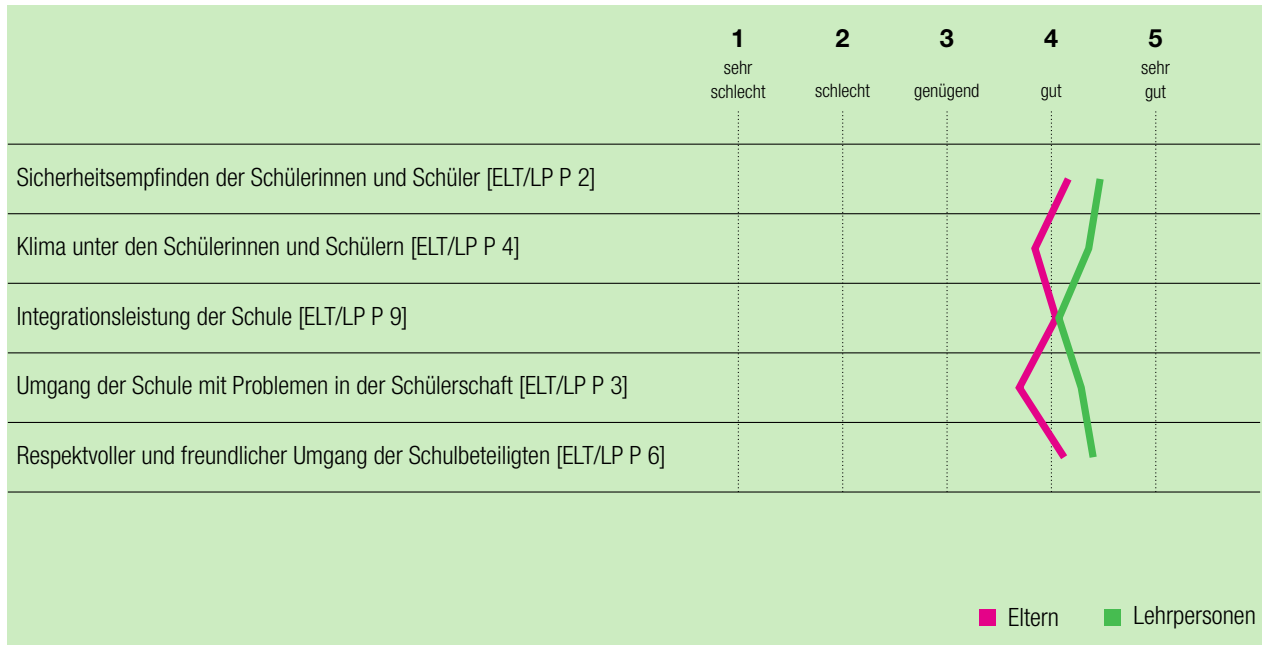 1 2 3 4 5
sehr schlecht schlecht genügend gut sehr gut
Sicherheitsempfinden der Schülerinnen und Schüler [ELT/LP P 2]
Klima unter den Schülerinnen und Schülern [ELT/LP P 4]
Integrationsleistung der Schule [ELT/LP P 9]
Umgang der Schule mit Problemen in der Schülerschaft [ELT/LP P 3]
Respektvoller und freundlicher Umgang der Schulbeteiligten [ELT/LP P 6]
Eltern Lehrpersonen